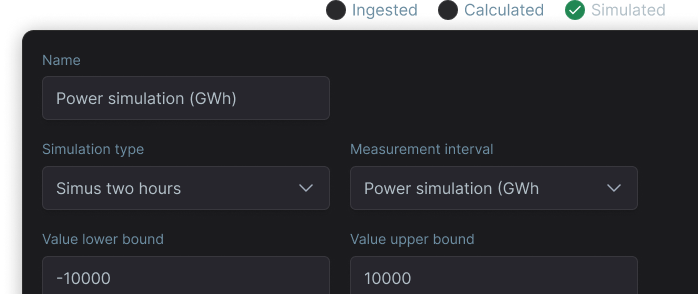 Ingested Calculated Simulated
Name
Power simulation (GWh)
Simulation type Measurement interval
Simus two hours Power simulation (GWh
Value lower bound Value upper bound
-10000 10000